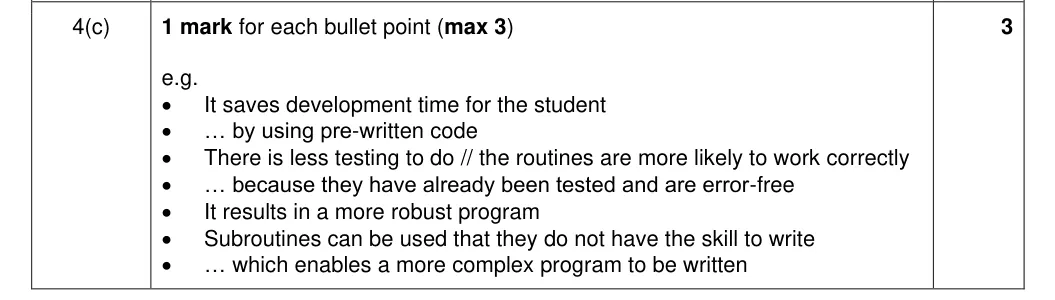 4(c) 1 mark for each bullet point (max 3) 3
e.g.
• It saves development time for the student
• … by using pre-written code
• There is less testing to do // the routines are more likely to work correctly
• … because they have already been tested and are error-free
• It results in a more robust program
• Subroutines can be used that they do not have the skill to write
• … which enables a more complex program to be written